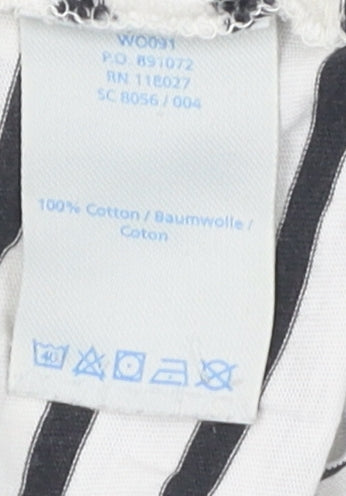 WO091
P.O. 891072
RN 118027
SC 8056 / 004
100% Cotton / Baumwolle /
Coton
40